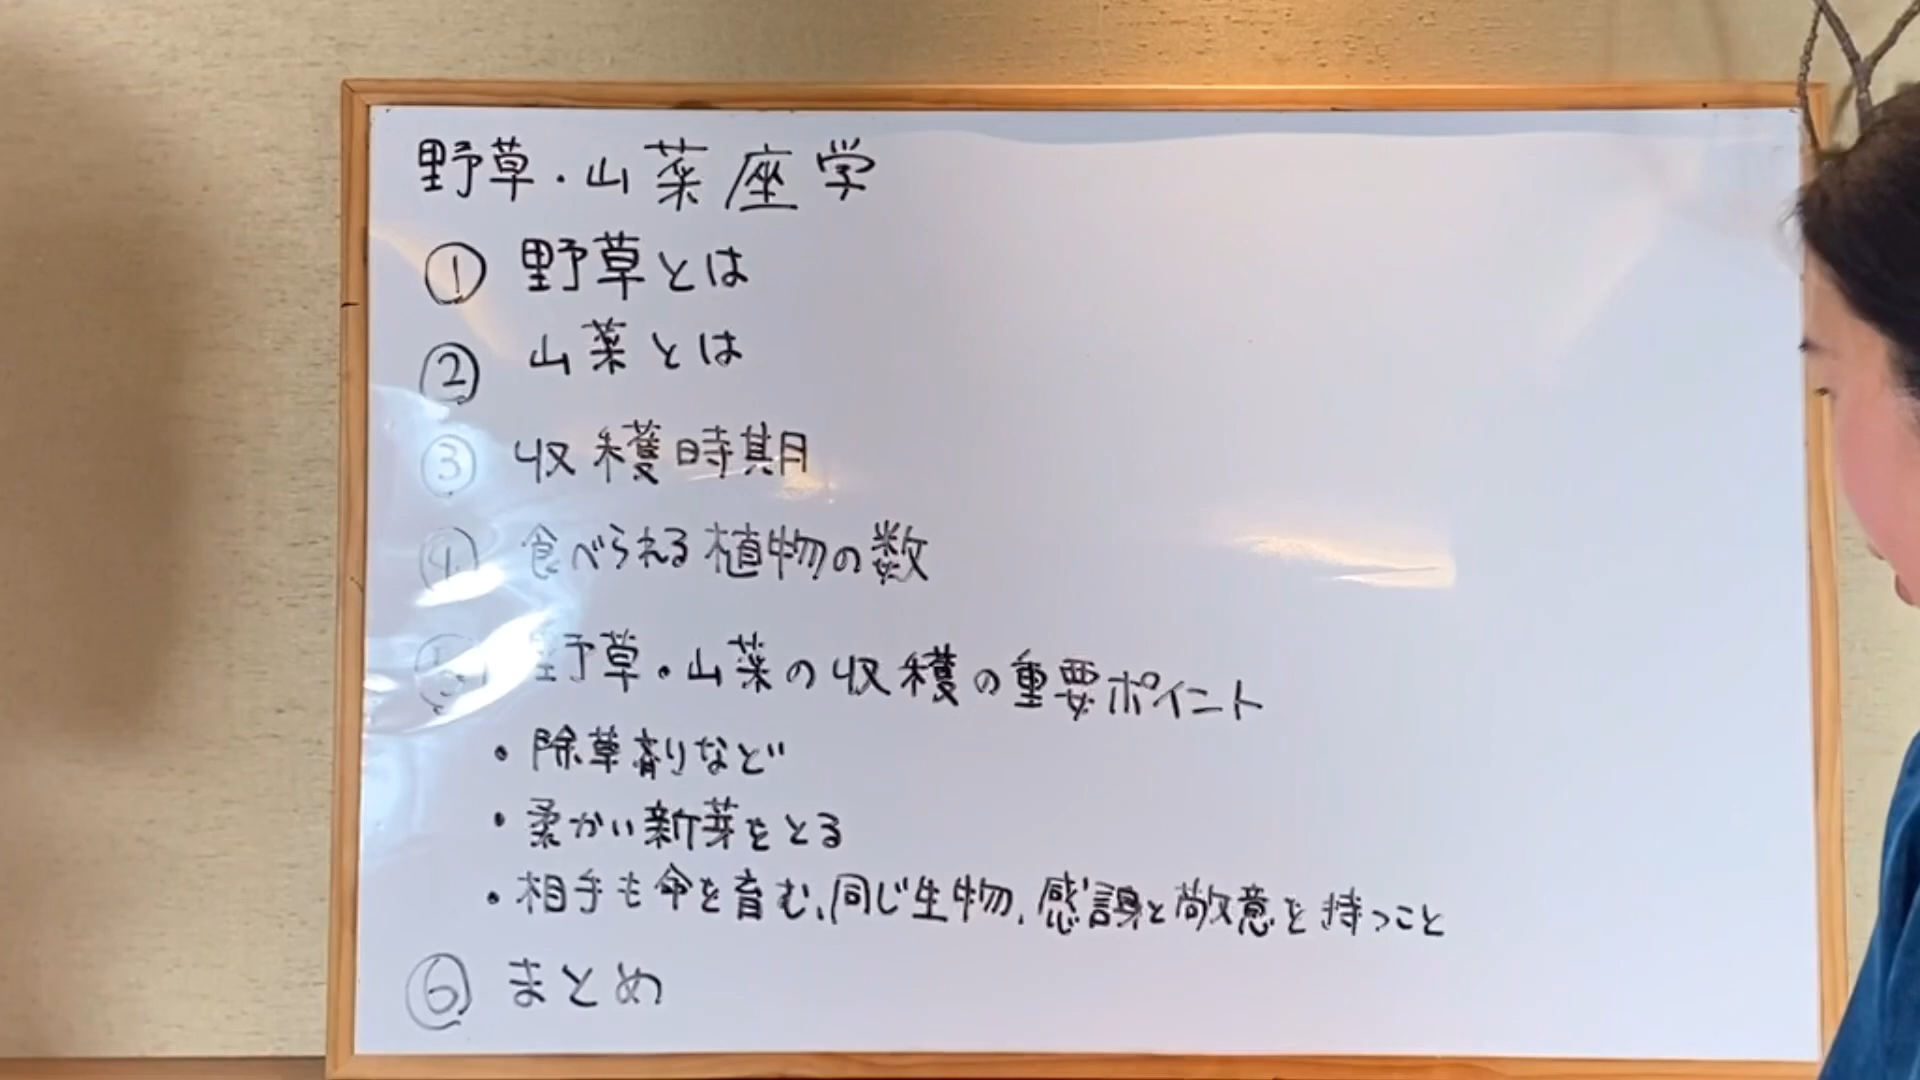 野草・山菜座学
① 野草とは
② 山菜とは
③ 収穫時期
④ 食べられる植物の数
⑤ 野草・山菜の収穫の重要ポイント
・除草剤など
・柔かい新芽をとる
・相手も命を育む、同じ生物、感謝と敬意を持つこと
⑥ まとめ